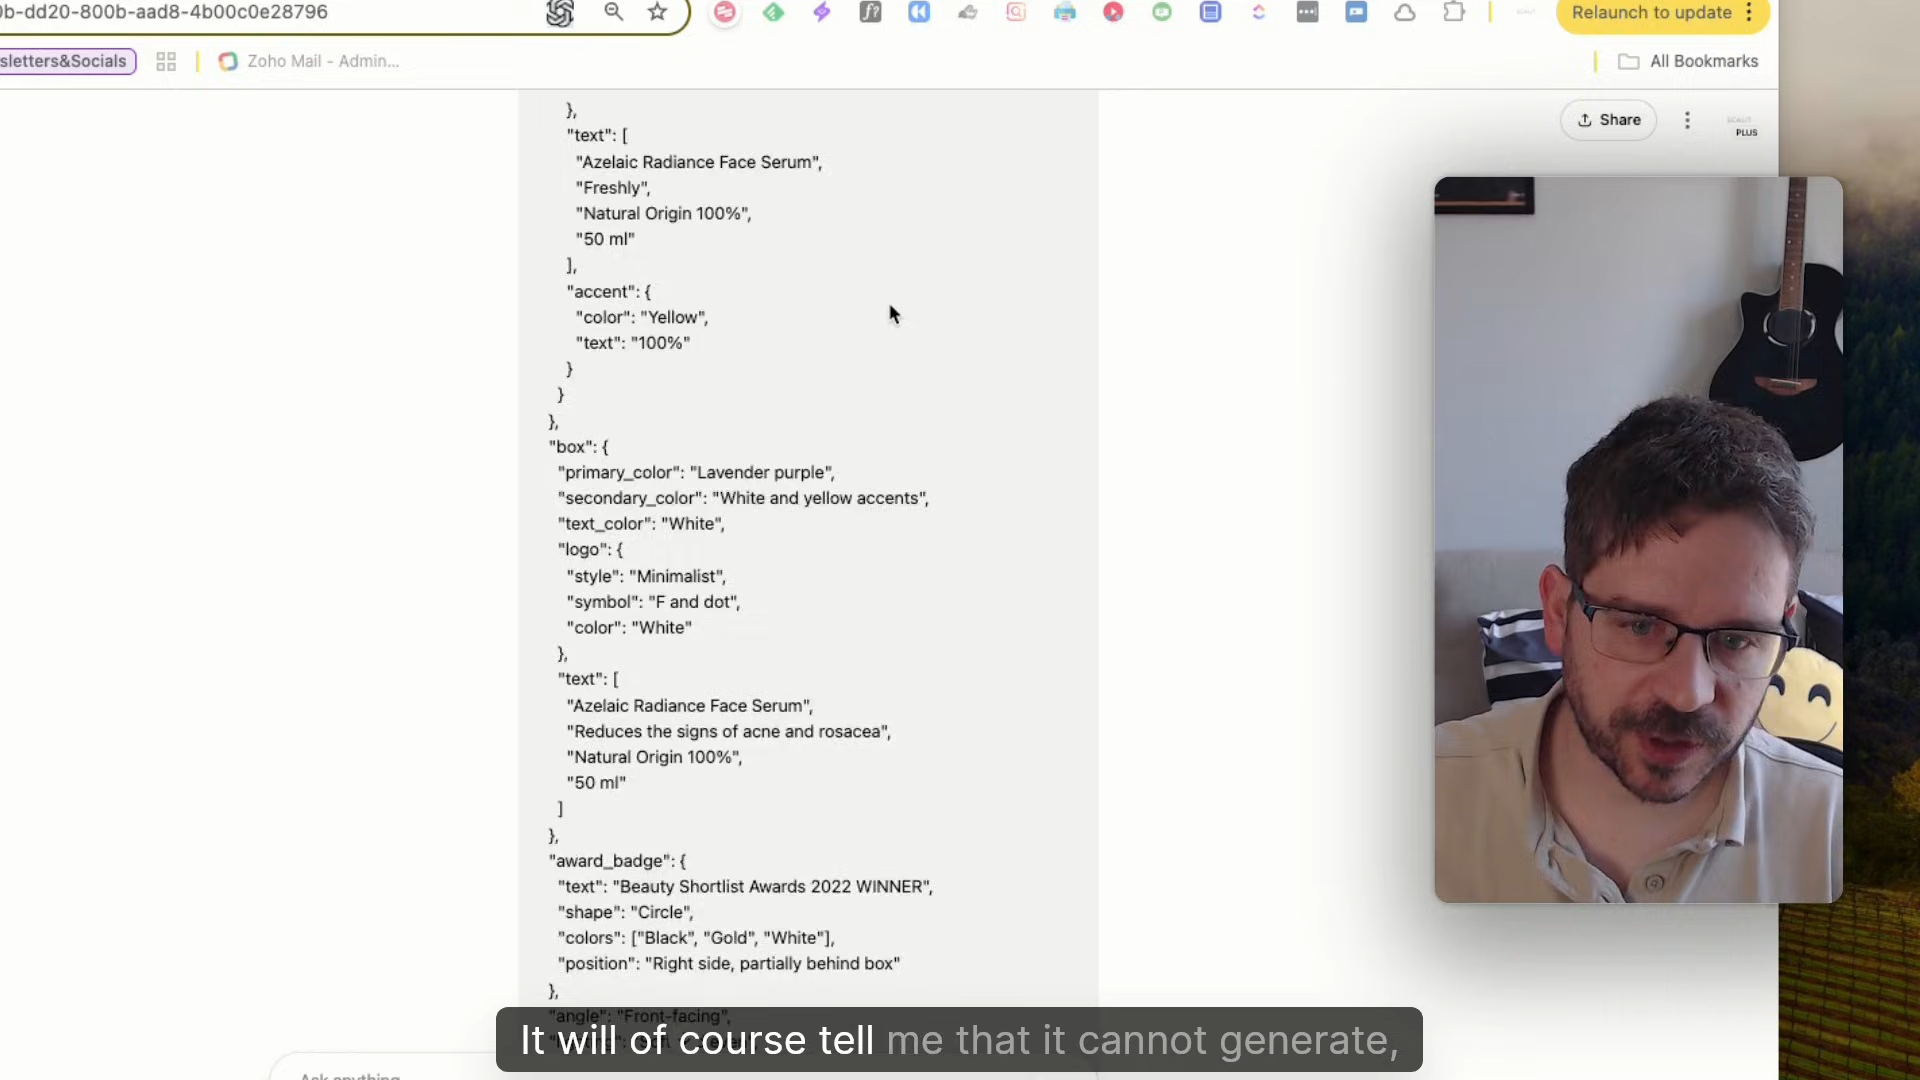 0b-dd20-800b-aad8-4b00c0e28796
Relaunch to update
sletters&Socials
Zoho Mail - Admin...
All Bookmarks
Share
PLUS
},
"text": [
"Azelaic Radiance Face Serum",
"Freshly",
"Natural Origin 100%",
"50 ml"
],
"accent": {
"color": "Yellow",
"text": "100%"
}
}
},
"box": {
"primary_color": "Lavender purple",
"secondary_color": "White and yellow accents",
"text_color": "White",
"logo": {
"style": "Minimalist",
"symbol": "F and dot",
"color": "White"
},
"text": [
"Azelaic Radiance Face Serum",
"Reduces the signs of acne and rosacea",
"Natural Origin 100%",
"50 ml"
]
},
"award_badge": {
"text": "Beauty Shortlist Awards 2022 WINNER",
"shape": "Circle",
"colors": ["Black", "Gold", "White"],
"position": "Right side, partially behind box"
},
"angle": "Front-facing",
It will of course tell me that it cannot generate,
Ask anything